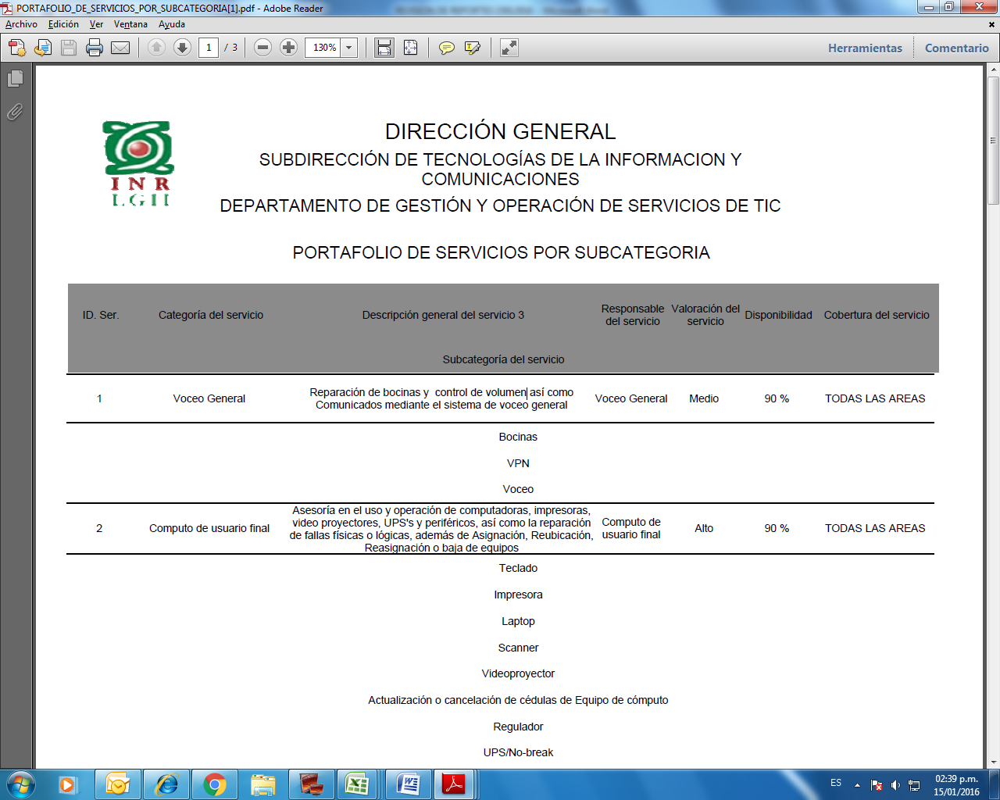 PORTAFOLIO_DE_SERVICIOS_POR_SUBCATEGORIA[1].pdf - Adobe Reader
Archivo Edición Ver Ventana Ayuda
1 / 3 130% Herramientas Comentario
INR
LGII
DIRECCIÓN GENERAL
SUBDIRECCIÓN DE TECNOLOGÍAS DE LA INFORMACION Y
COMUNICACIONES
DEPARTAMENTO DE GESTIÓN Y OPERACIÓN DE SERVICIOS DE TIC
PORTAFOLIO DE SERVICIOS POR SUBCATEGORIA
ID. Ser. Categoría del servicio Descripción general del servicio 3 Responsable del servicio Valoración del servicio Disponibilidad Cobertura del servicio
Subcategoría del servicio
1 Voceo General Reparación de bocinas y control de volumen así como Comunicados mediante el sistema de voceo general Voceo General Medio 90 % TODAS LAS AREAS
Bocinas
VPN
Voceo
2 Computo de usuario final Asesoría en el uso y operación de computadoras, impresoras, video proyectores, UPS's y periféricos, así como la reparación de fallas físicas o lógicas, además de Asignación, Reubicación, Reasignación o baja de equipos Computo de usuario final Alto 90 % TODAS LAS AREAS
Teclado
Impresora
Laptop
Scanner
Videoproyector
Actualización o cancelación de cédulas de Equipo de cómputo
Regulador
UPS/No-break
ES 02:39 p.m.
15/01/2016